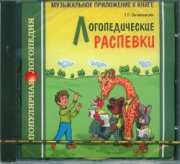 МУЗЫКАЛЬНОЕ ПРИЛОЖЕНИЕ К КНИГЕ
ЛОГОПЕДИЧЕСКИЕ
РАСПЕВКИ
ПОПУЛЯРНАЯ ЛОГОПЕДИЯ